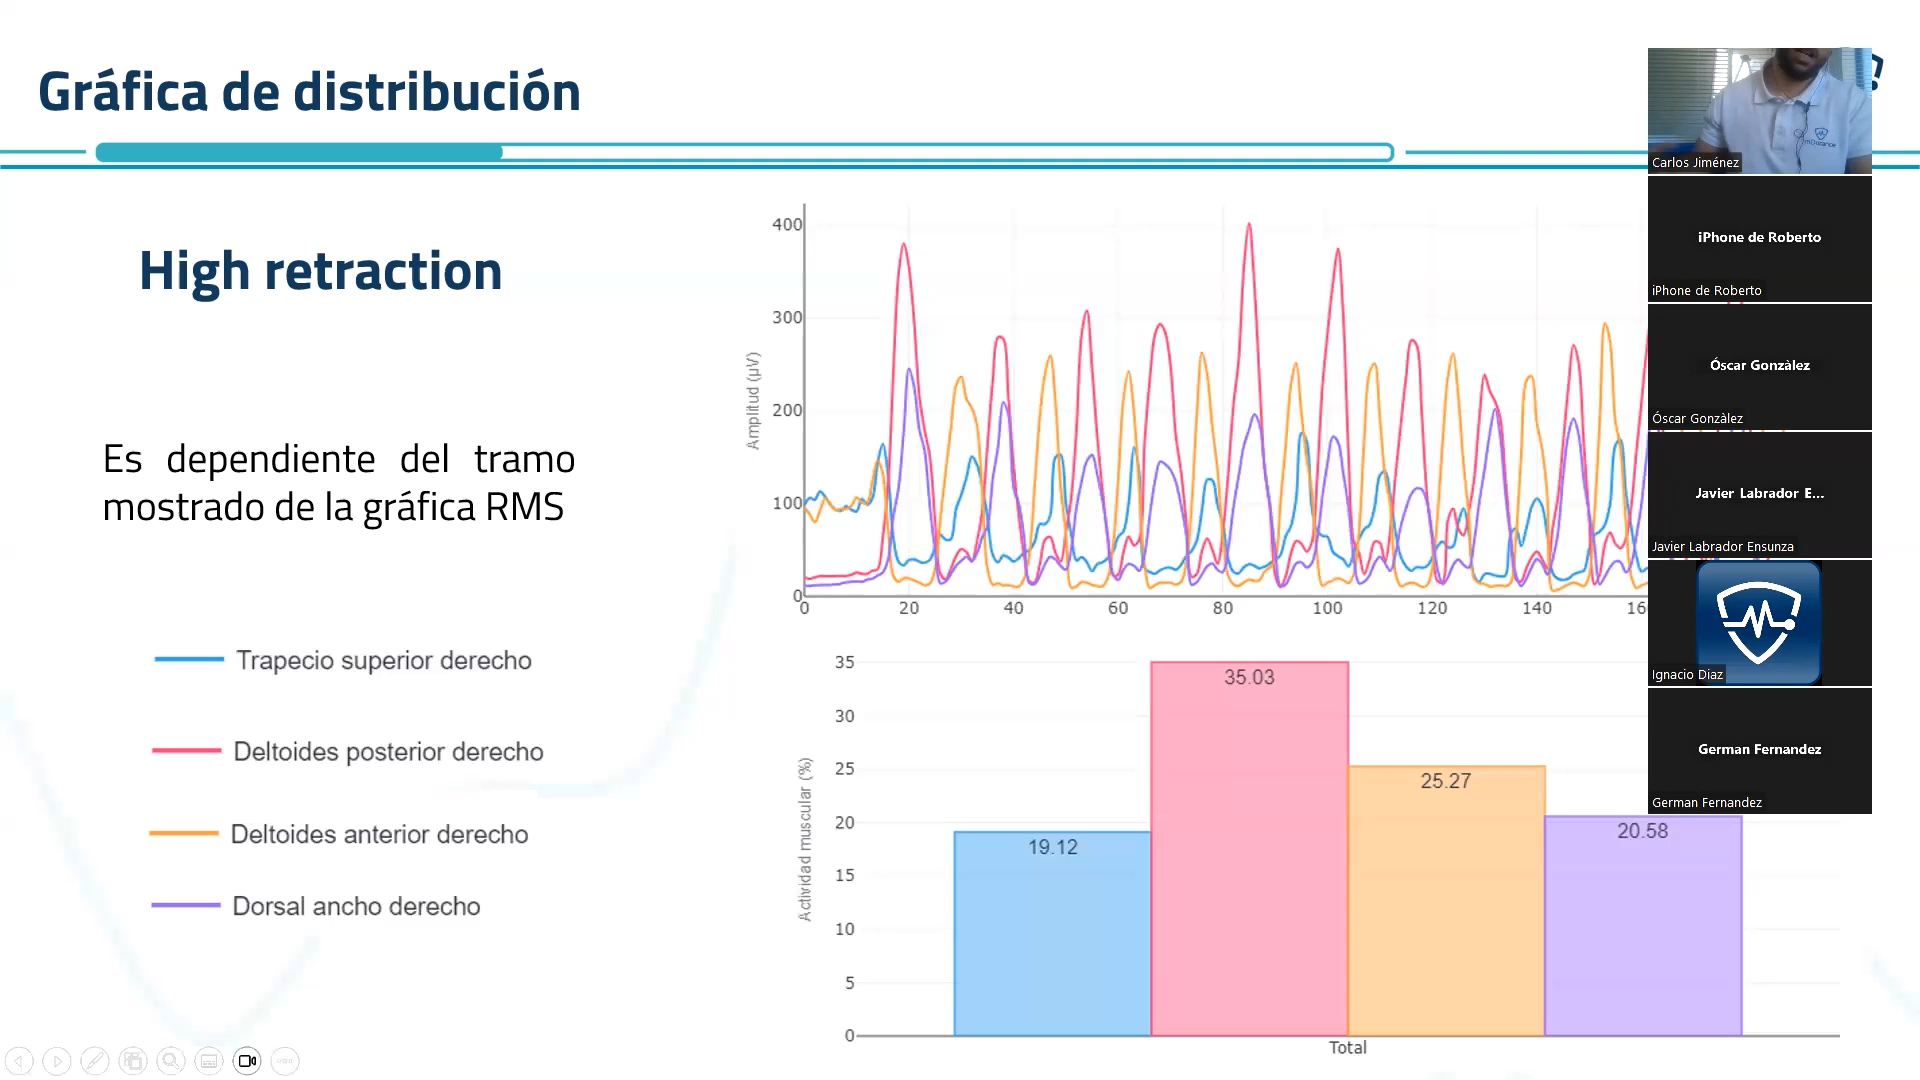 Gráfica de distribución
High retraction
Es dependiente del tramo
mostrado de la gráfica RMS
Trapecio superior derecho
Deltoides posterior derecho
Deltoides anterior derecho
Dorsal ancho derecho
Amplitud (µV)
400
300
200
100
0
0 20 40 60 80 100 120 140 16
Actividad muscular (%)
35
30
25
20
15
10
5
0
19.12
35.03
25.27
20.58
Total
mDurance
Carlos Jiménez
iPhone de Roberto
iPhone de Roberto
Óscar Gonzàlez
Óscar Gonzàlez
Javier Labrador E...
Javier Labrador Ensunza
Ignacio Diaz
German Fernandez
German Fernandez